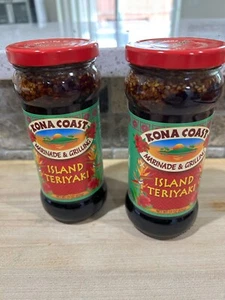 KONA COAST
MARINADE & GRILLING
ISLAND
TERIYAKI
KONA COAST
MARINADE & GRILLING
ISLAND
TERIYAKI